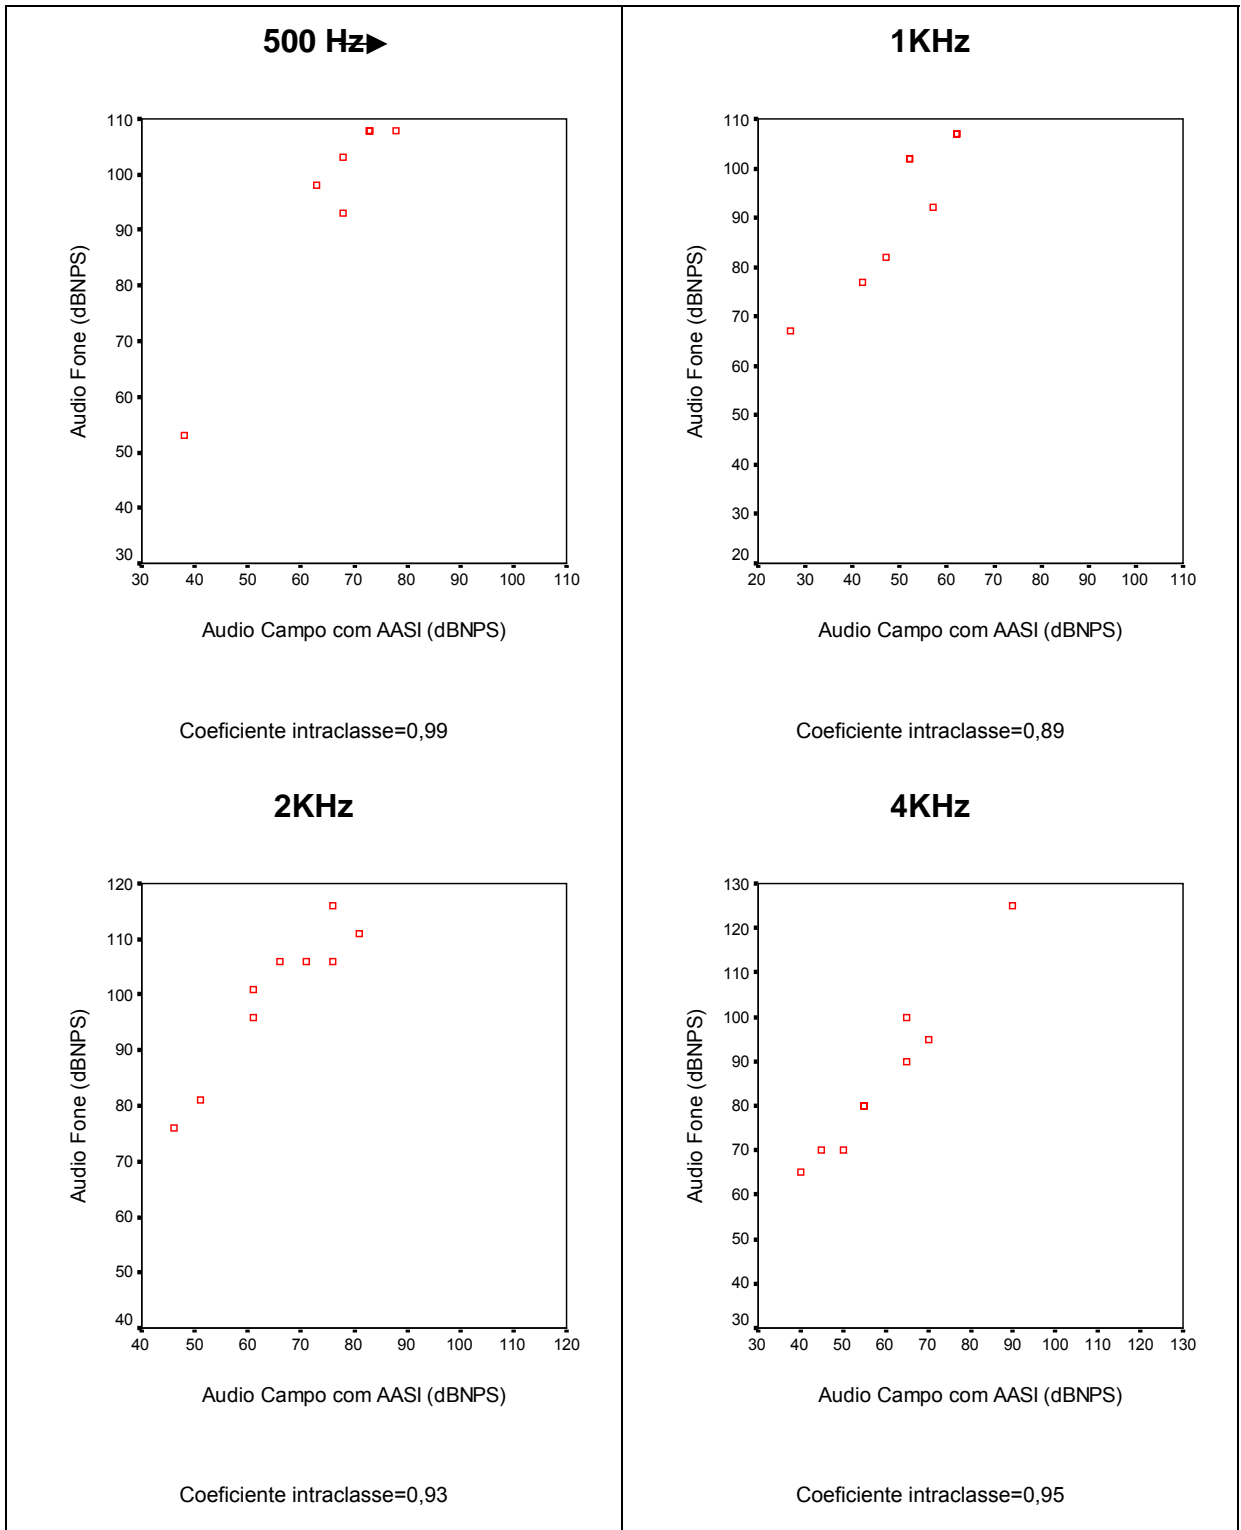 500 Hz
110
100
90
80
70
60
50
40
30
Audio Fone (dBNPS)
30 40 50 60 70 80 90 100 110
Audio Campo com AASI (dBNPS)
Coeficiente intraclasse=0,99
1KHz
110
100
90
80
70
60
50
40
30
20
Audio Fone (dBNPS)
20 30 40 50 60 70 80 90 100 110
Audio Campo com AASI (dBNPS)
Coeficiente intraclasse=0,89
2KHz
120
110
100
90
80
70
60
50
40
Audio Fone (dBNPS)
40 50 60 70 80 90 100 110 120
Audio Campo com AASI (dBNPS)
Coeficiente intraclasse=0,93
4KHz
130
120
110
100
90
80
70
60
50
40
30
Audio Fone (dBNPS)
30 40 50 60 70 80 90 100 110 120 130
Audio Campo com AASI (dBNPS)
Coeficiente intraclasse=0,95